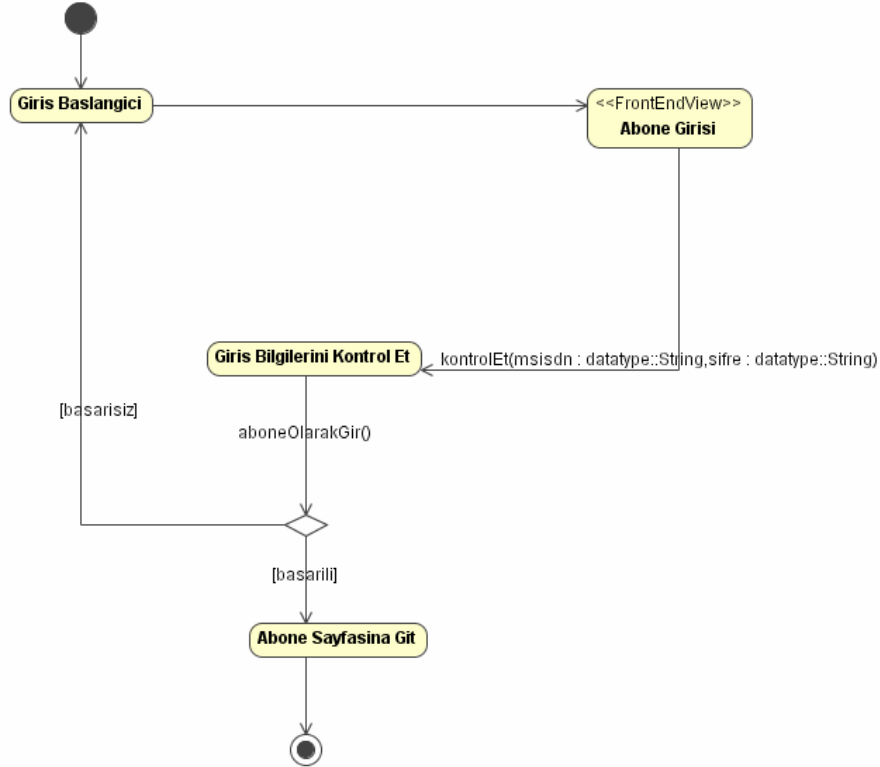 Giris Baslangici
<<FrontEndView>>
Abone Girisi
Giris Bilgilerini Kontrol Et
kontrolEt(msisdn : datatype::String,sifre : datatype::String)
[basarisiz]
aboneOlarakGir()
[basarili]
Abone Sayfasina Git